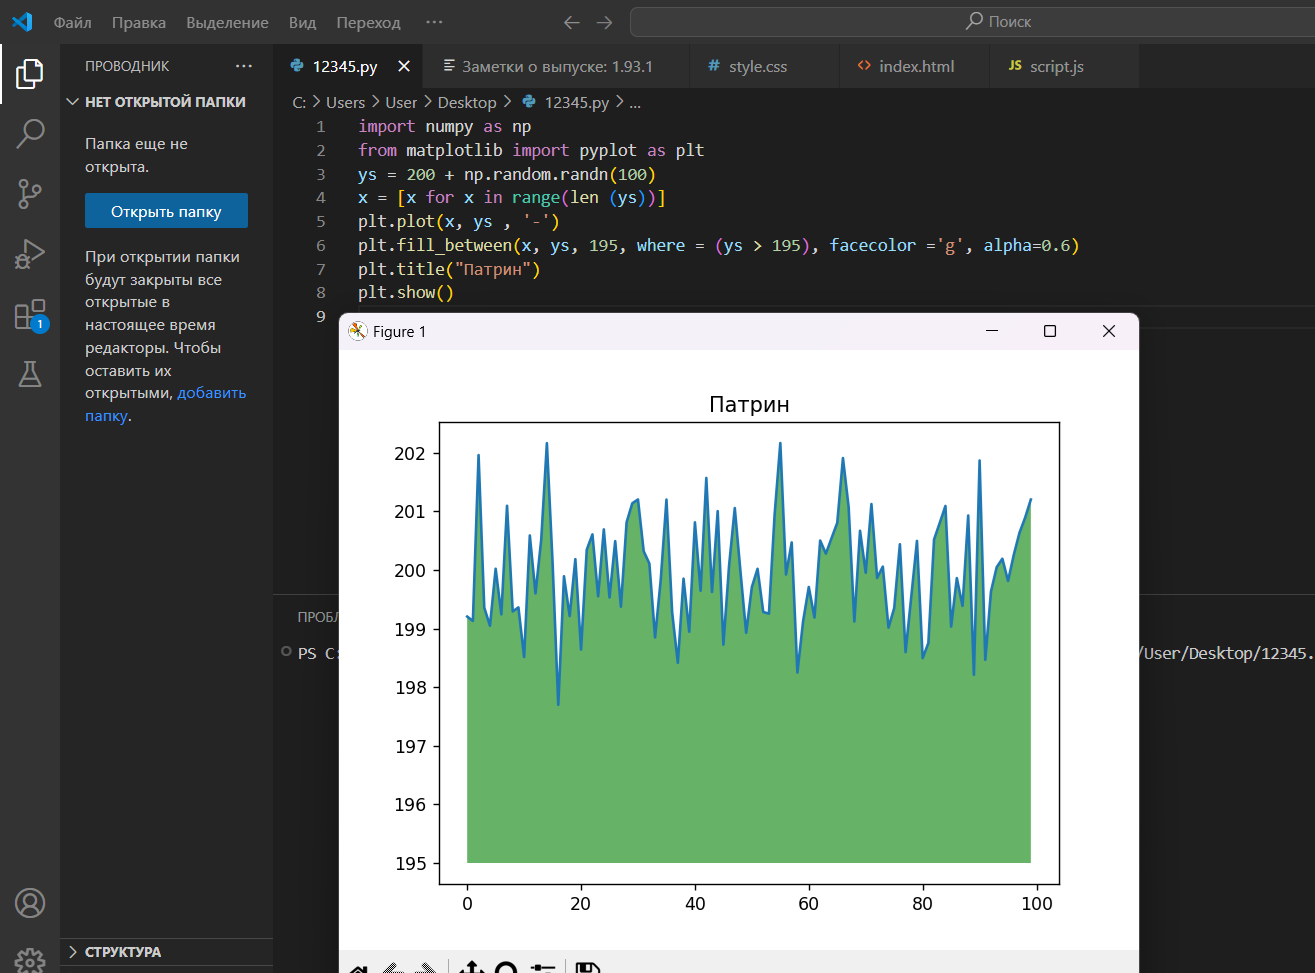 Файл Правка Выделение Вид Переход ··· Поиск
ПРОВОДНИК ···
НЕТ ОТКРЫТОЙ ПАПКИ
Папка еще не
открыта.
Открыть папку
При открытии папки
будут закрыты все
открытые в
настоящее время
редакторы. Чтобы
оставить их
открытыми, добавить
папку.
1
СТРУКТУРА
12345.py Заметки о выпуске: 1.93.1 # style.css <> index.html JS script.js
C: > Users > User > Desktop > 12345.py > ...
1 import numpy as np
2 from matplotlib import pyplot as plt
3 ys = 200 + np.random.randn(100)
4 x = [x for x in range(len (ys))]
5 plt.plot(x, ys , '-')
6 plt.fill_between(x, ys, 195, where = (ys > 195), facecolor ='g', alpha=0.6)
7 plt.title("Патрин")
8 plt.show()
9
Figure 1
Патрин
202
201
200
199
198
197
196
195
0 20 40 60 80 100
PS C: /User/Desktop/12345.